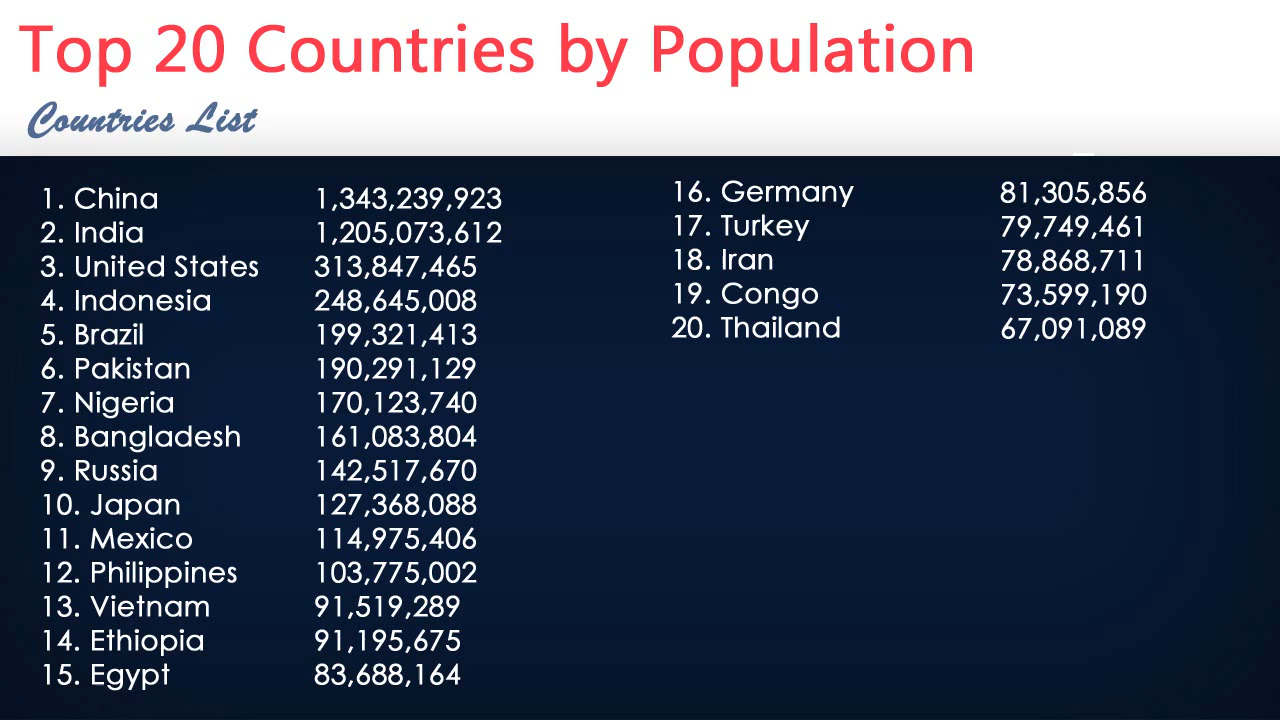 Top 20 Countries by Population
Countries List
1. China 1,343,239,923
2. India 1,205,073,612
3. United States 313,847,465
4. Indonesia 248,645,008
5. Brazil 199,321,413
6. Pakistan 190,291,129
7. Nigeria 170,123,740
8. Bangladesh 161,083,804
9. Russia 142,517,670
10. Japan 127,368,088
11. Mexico 114,975,406
12. Philippines 103,775,002
13. Vietnam 91,519,289
14. Ethiopia 91,195,675
15. Egypt 83,688,164
16. Germany 81,305,856
17. Turkey 79,749,461
18. Iran 78,868,711
19. Congo 73,599,190
20. Thailand 67,091,089